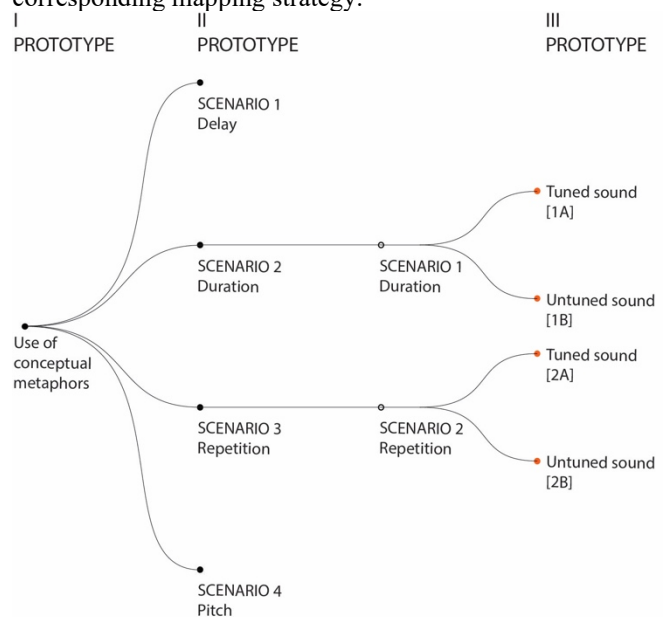 corresponding mapping strategy.
I
PROTOTYPE
II
PROTOTYPE
III
PROTOTYPE
SCENARIO 1
Delay
Tuned sound
[1A]
SCENARIO 2
Duration
SCENARIO 1
Duration
Untuned sound
[1B]
Use of
conceptual
metaphors
Tuned sound
[2A]
SCENARIO 3
Repetition
SCENARIO 2
Repetition
Untuned sound
[2B]
SCENARIO 4
Pitch